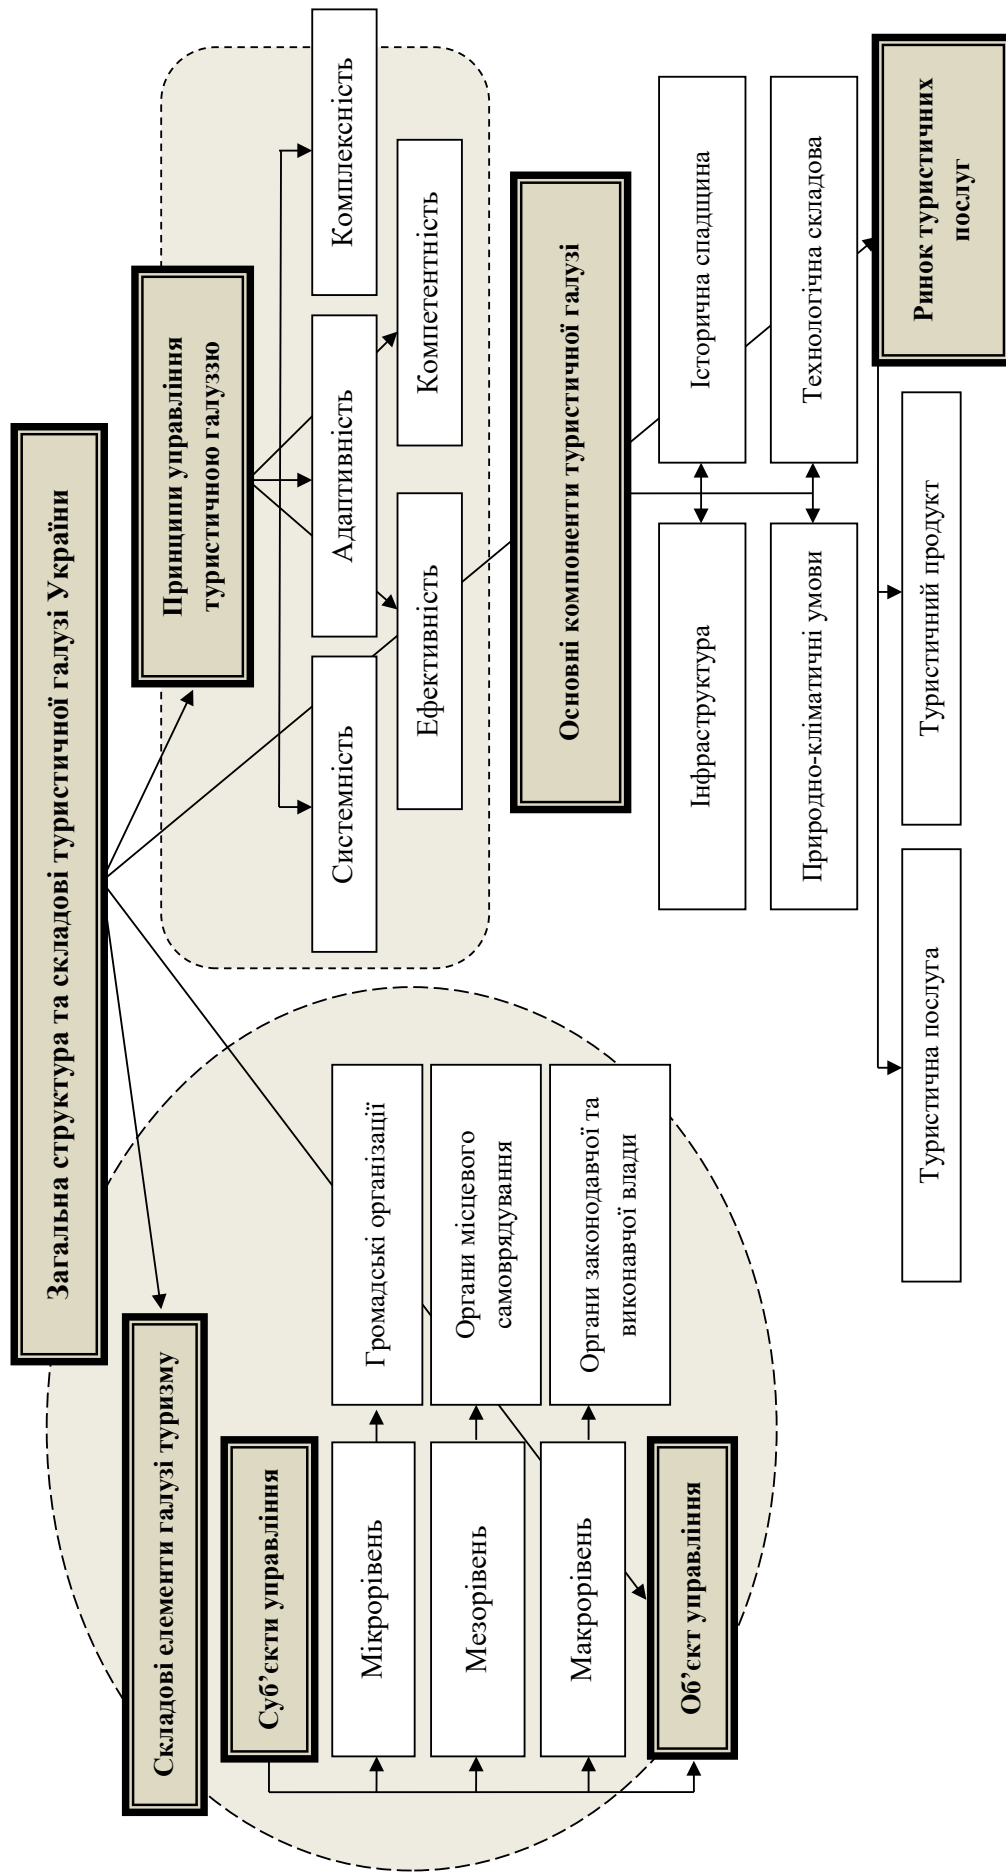 Загальна структура та складові туристичної галузі України
Складові елементи галузі туризму
Суб’єкти управління
Мікрорівень
Громадські організації
Мезорівень
Органи місцевого
самоврядування
Макрорівень
Органи законодавчої та
виконавчої влади
Об’єкт управління
Принципи управління
туристичною галуззю
Системність
Адаптивність
Комплексність
Ефективність
Компетентність
Основні компоненти туристичної галузі
Інфраструктура
Історична спадщина
Природно-кліматичні умови
Технологічна складова
Ринок туристичних
послуг
Туристична послуга
Туристичний продукт